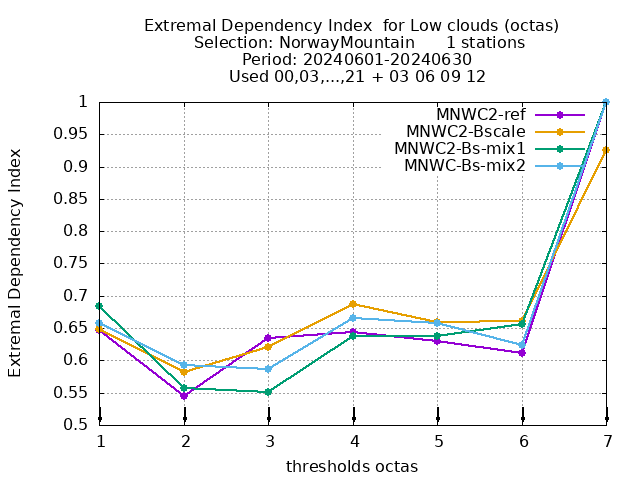 Extremal Dependency Index  for Low clouds (octas)
Selection: NorwayMountain      1 stations
Period: 20240601-20240630
Used 00,03,...,21 + 03 06 09 12
MNWC2-ref
MNWC2-Bscale
MNWC2-Bs-mix1
MNWC-Bs-mix2
Extremal Dependency Index
1
0.95
0.9
0.85
0.8
0.75
0.7
0.65
0.6
0.55
0.5
1 2 3 4 5 6 7
thresholds octas